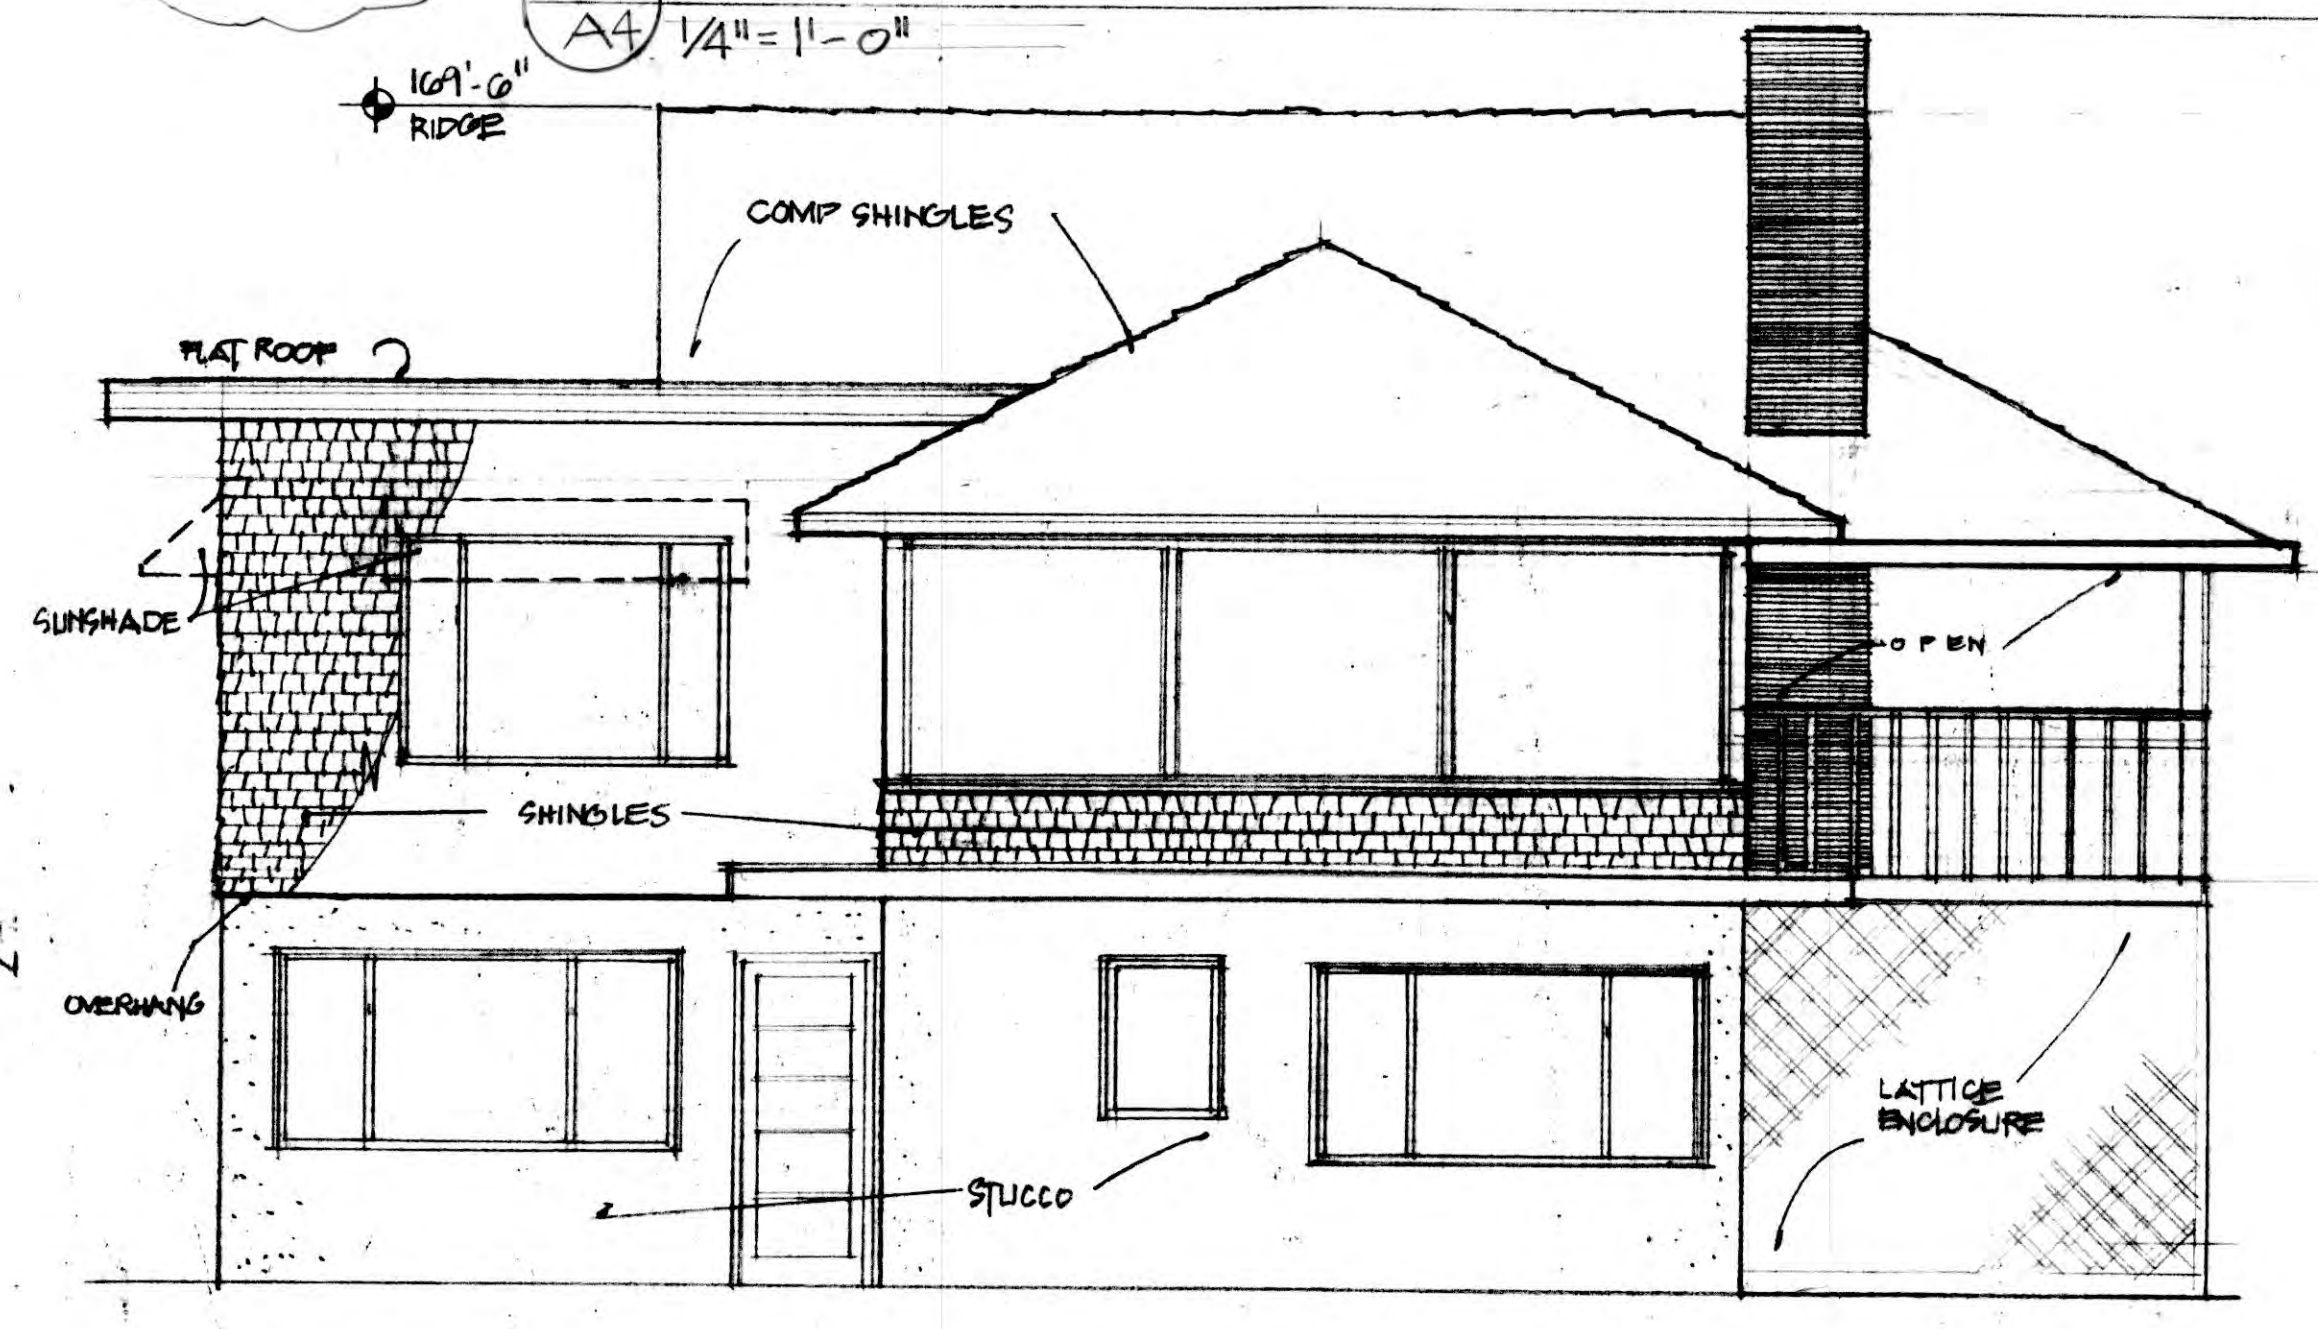 A4 1/4" = 1'-0"
169'-6"
RIDGE
COMP SHINGLES
FLAT ROOF
SUNSHADE
OPEN
SHINGLES
OVERHANG
LATTICE
ENCLOSURE
STUCCO